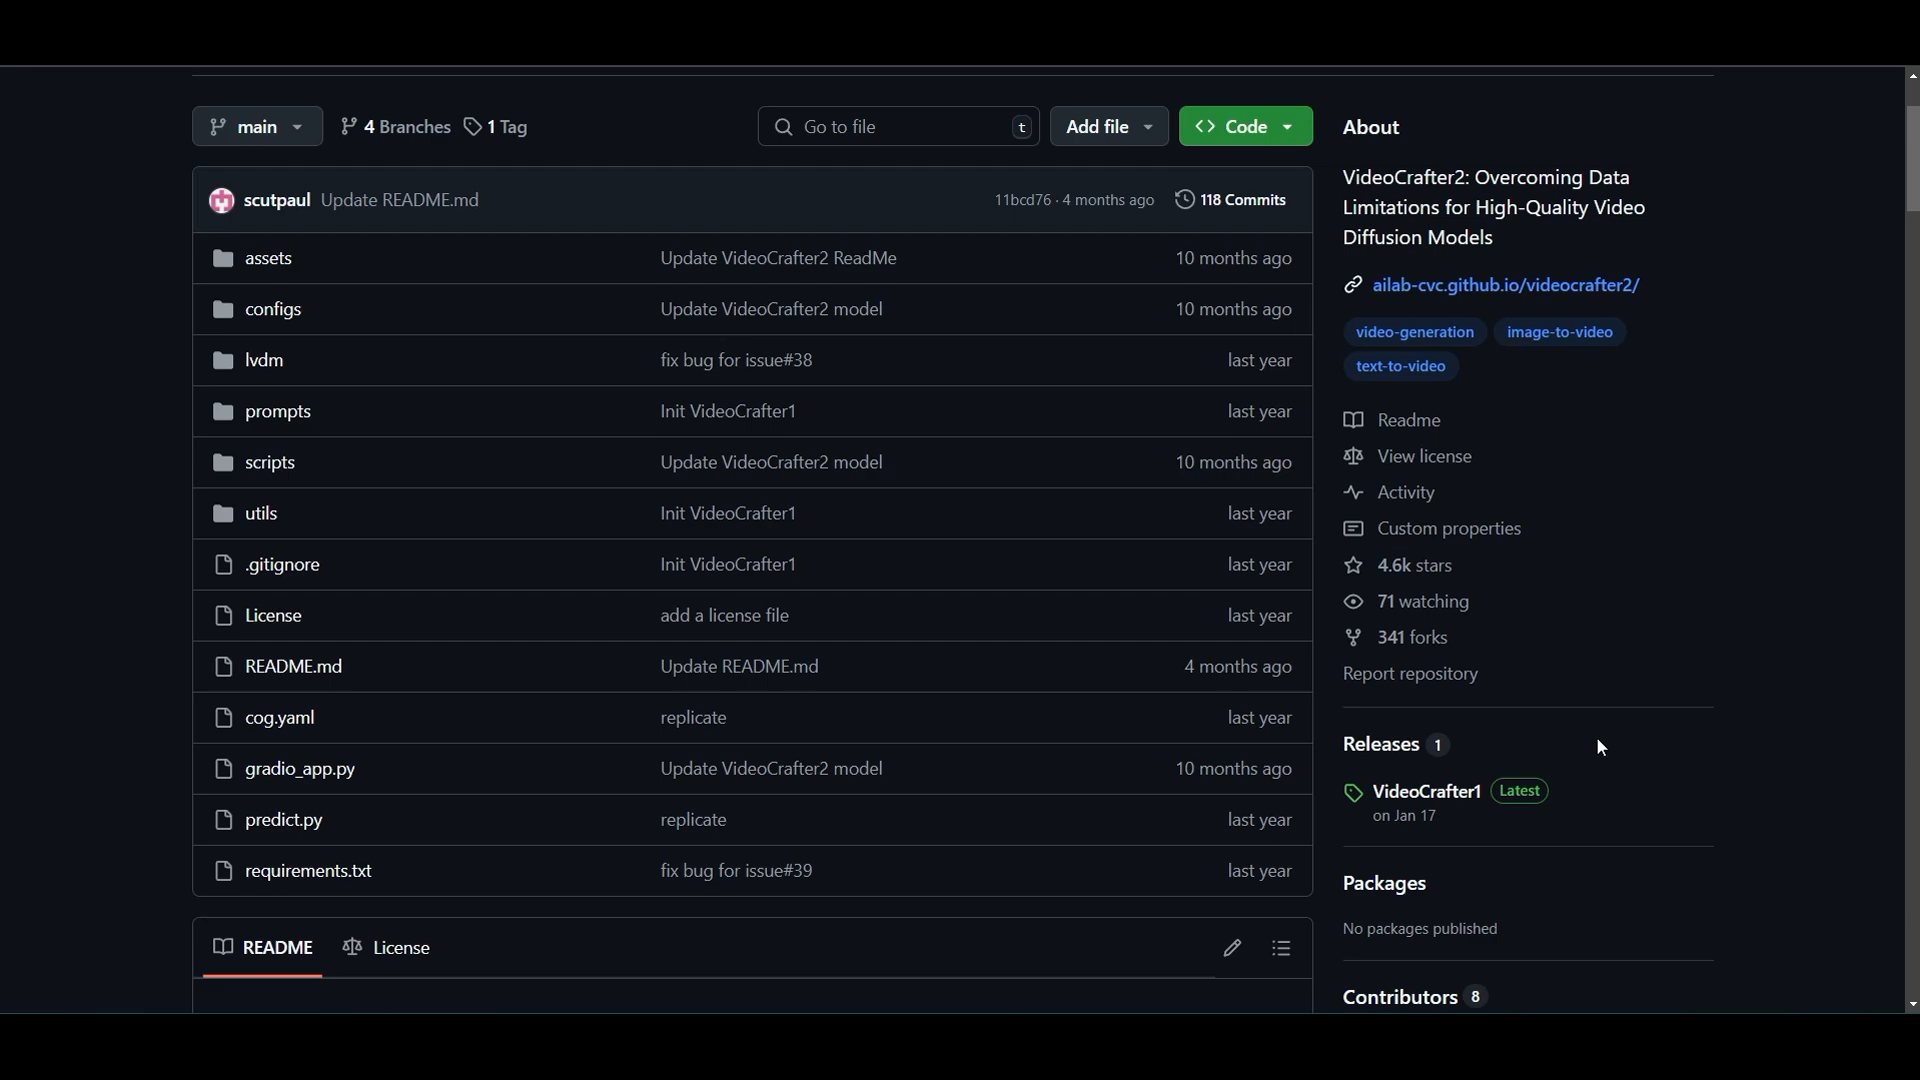 main 4 Branches 1 Tag Go to file t Add file Code
scutpaul Update README.md 11bcd76 · 4 months ago 118 Commits
assets Update VideoCrafter2 ReadMe 10 months ago
configs Update VideoCrafter2 model 10 months ago
lvdm fix bug for issue#38 last year
prompts Init VideoCrafter1 last year
scripts Update VideoCrafter2 model 10 months ago
utils Init VideoCrafter1 last year
.gitignore Init VideoCrafter1 last year
License add a license file last year
README.md Update README.md 4 months ago
cog.yaml replicate last year
gradio_app.py Update VideoCrafter2 model 10 months ago
predict.py replicate last year
requirements.txt fix bug for issue#39 last year
README License
About
VideoCrafter2: Overcoming Data
Limitations for High-Quality Video
Diffusion Models
ailab-cvc.github.io/videocrafter2/
video-generation image-to-video
text-to-video
Readme
View license
Activity
Custom properties
4.6k stars
71 watching
341 forks
Report repository
Releases 1
VideoCrafter1 Latest
on Jan 17
Packages
No packages published
Contributors 8